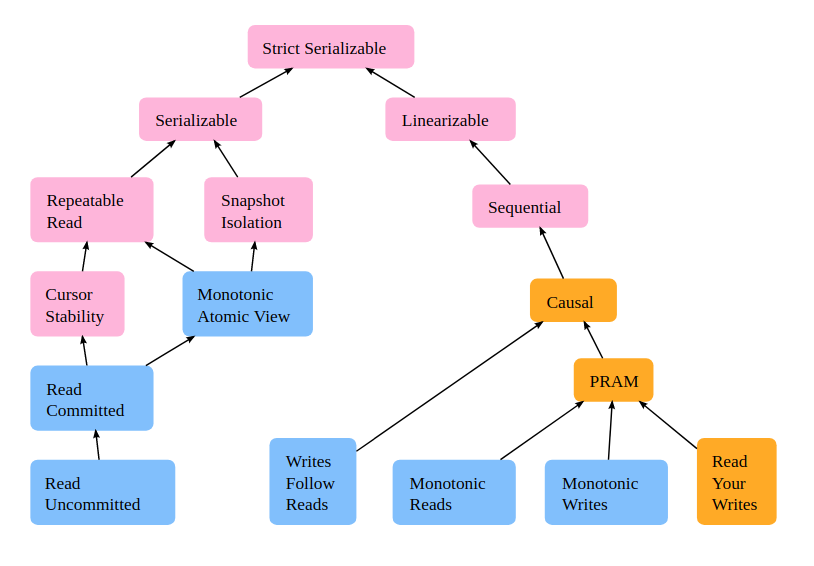 Strict Serializable
Serializable
Linearizable
Repeatable
Read
Snapshot
Isolation
Sequential
Cursor
Stability
Monotonic
Atomic View
Causal
Read
Committed
PRAM
Read
Uncommitted
Writes
Follow
Reads
Monotonic
Reads
Monotonic
Writes
Read
Your
Writes